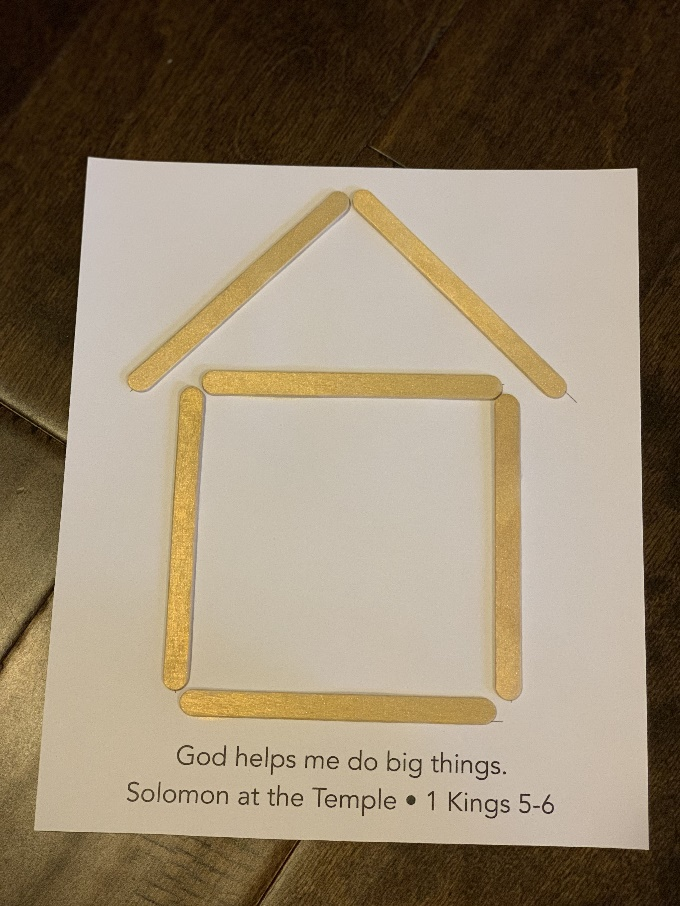 God helps me do big things.
Solomon at the Temple • 1 Kings 5-6